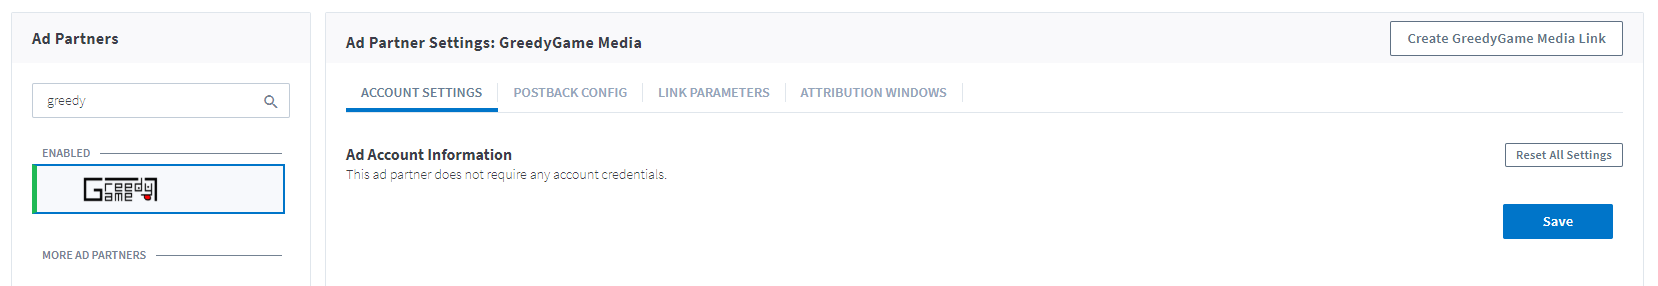 Ad Partners
greedy
ENABLED
Greedy
Game
MORE AD PARTNERS
Ad Partner Settings: GreedyGame Media
Create GreedyGame Media Link
ACCOUNT SETTINGS
POSTBACK CONFIG
LINK PARAMETERS
ATTRIBUTION WINDOWS
Ad Account Information
Reset All Settings
This ad partner does not require any account credentials.
Save